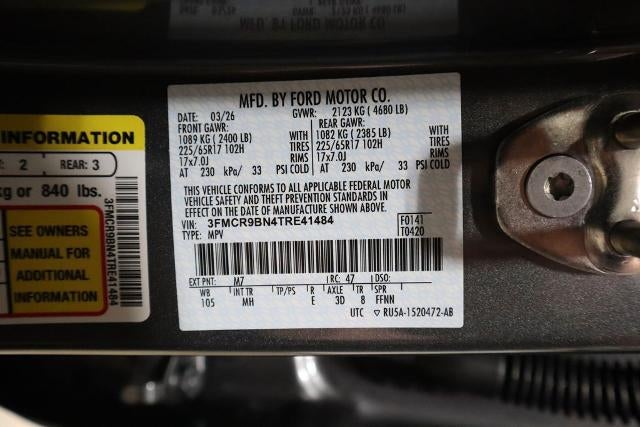 MFD. BY FORD MOTOR CO.
DATE: 03/26 GVWR: 2123 KG ( 4680 LB)
FRONT GAWR: REAR GAWR:
1089 KG ( 2400 LB) WITH 1082 KG ( 2385 LB) WITH
225/65R17 102H TIRES 225/65R17 102H TIRES
17x7.0J RIMS 17x7.0J RIMS
AT 230 kPa/ 33 PSI COLD AT 230 kPa/ 33 PSI COLD
THIS VEHICLE CONFORMS TO ALL APPLICABLE FEDERAL MOTOR
VEHICLE SAFETY AND THEFT PREVENTION STANDARDS IN
EFFECT ON THE DATE OF MANUFACTURE SHOWN ABOVE.
VIN: 3FMCR9BN4TRE41484 F0141
TYPE: MPV T0420
EXT PNT: M7 RC: 47 DSO:
WB INT TR TP/PS R AXLE TR SPR
105 MH E 3D 8 FFNN
UTC ▽ RU5A-1520472-AB
INFORMATION
2 REAR: 3
kg or 840 lbs.
SEE OWNERS
MANUAL FOR
ADDITIONAL
INFORMATION
3FMCR9BN4TRE41484
MFD. BY FORD MOTOR CO.